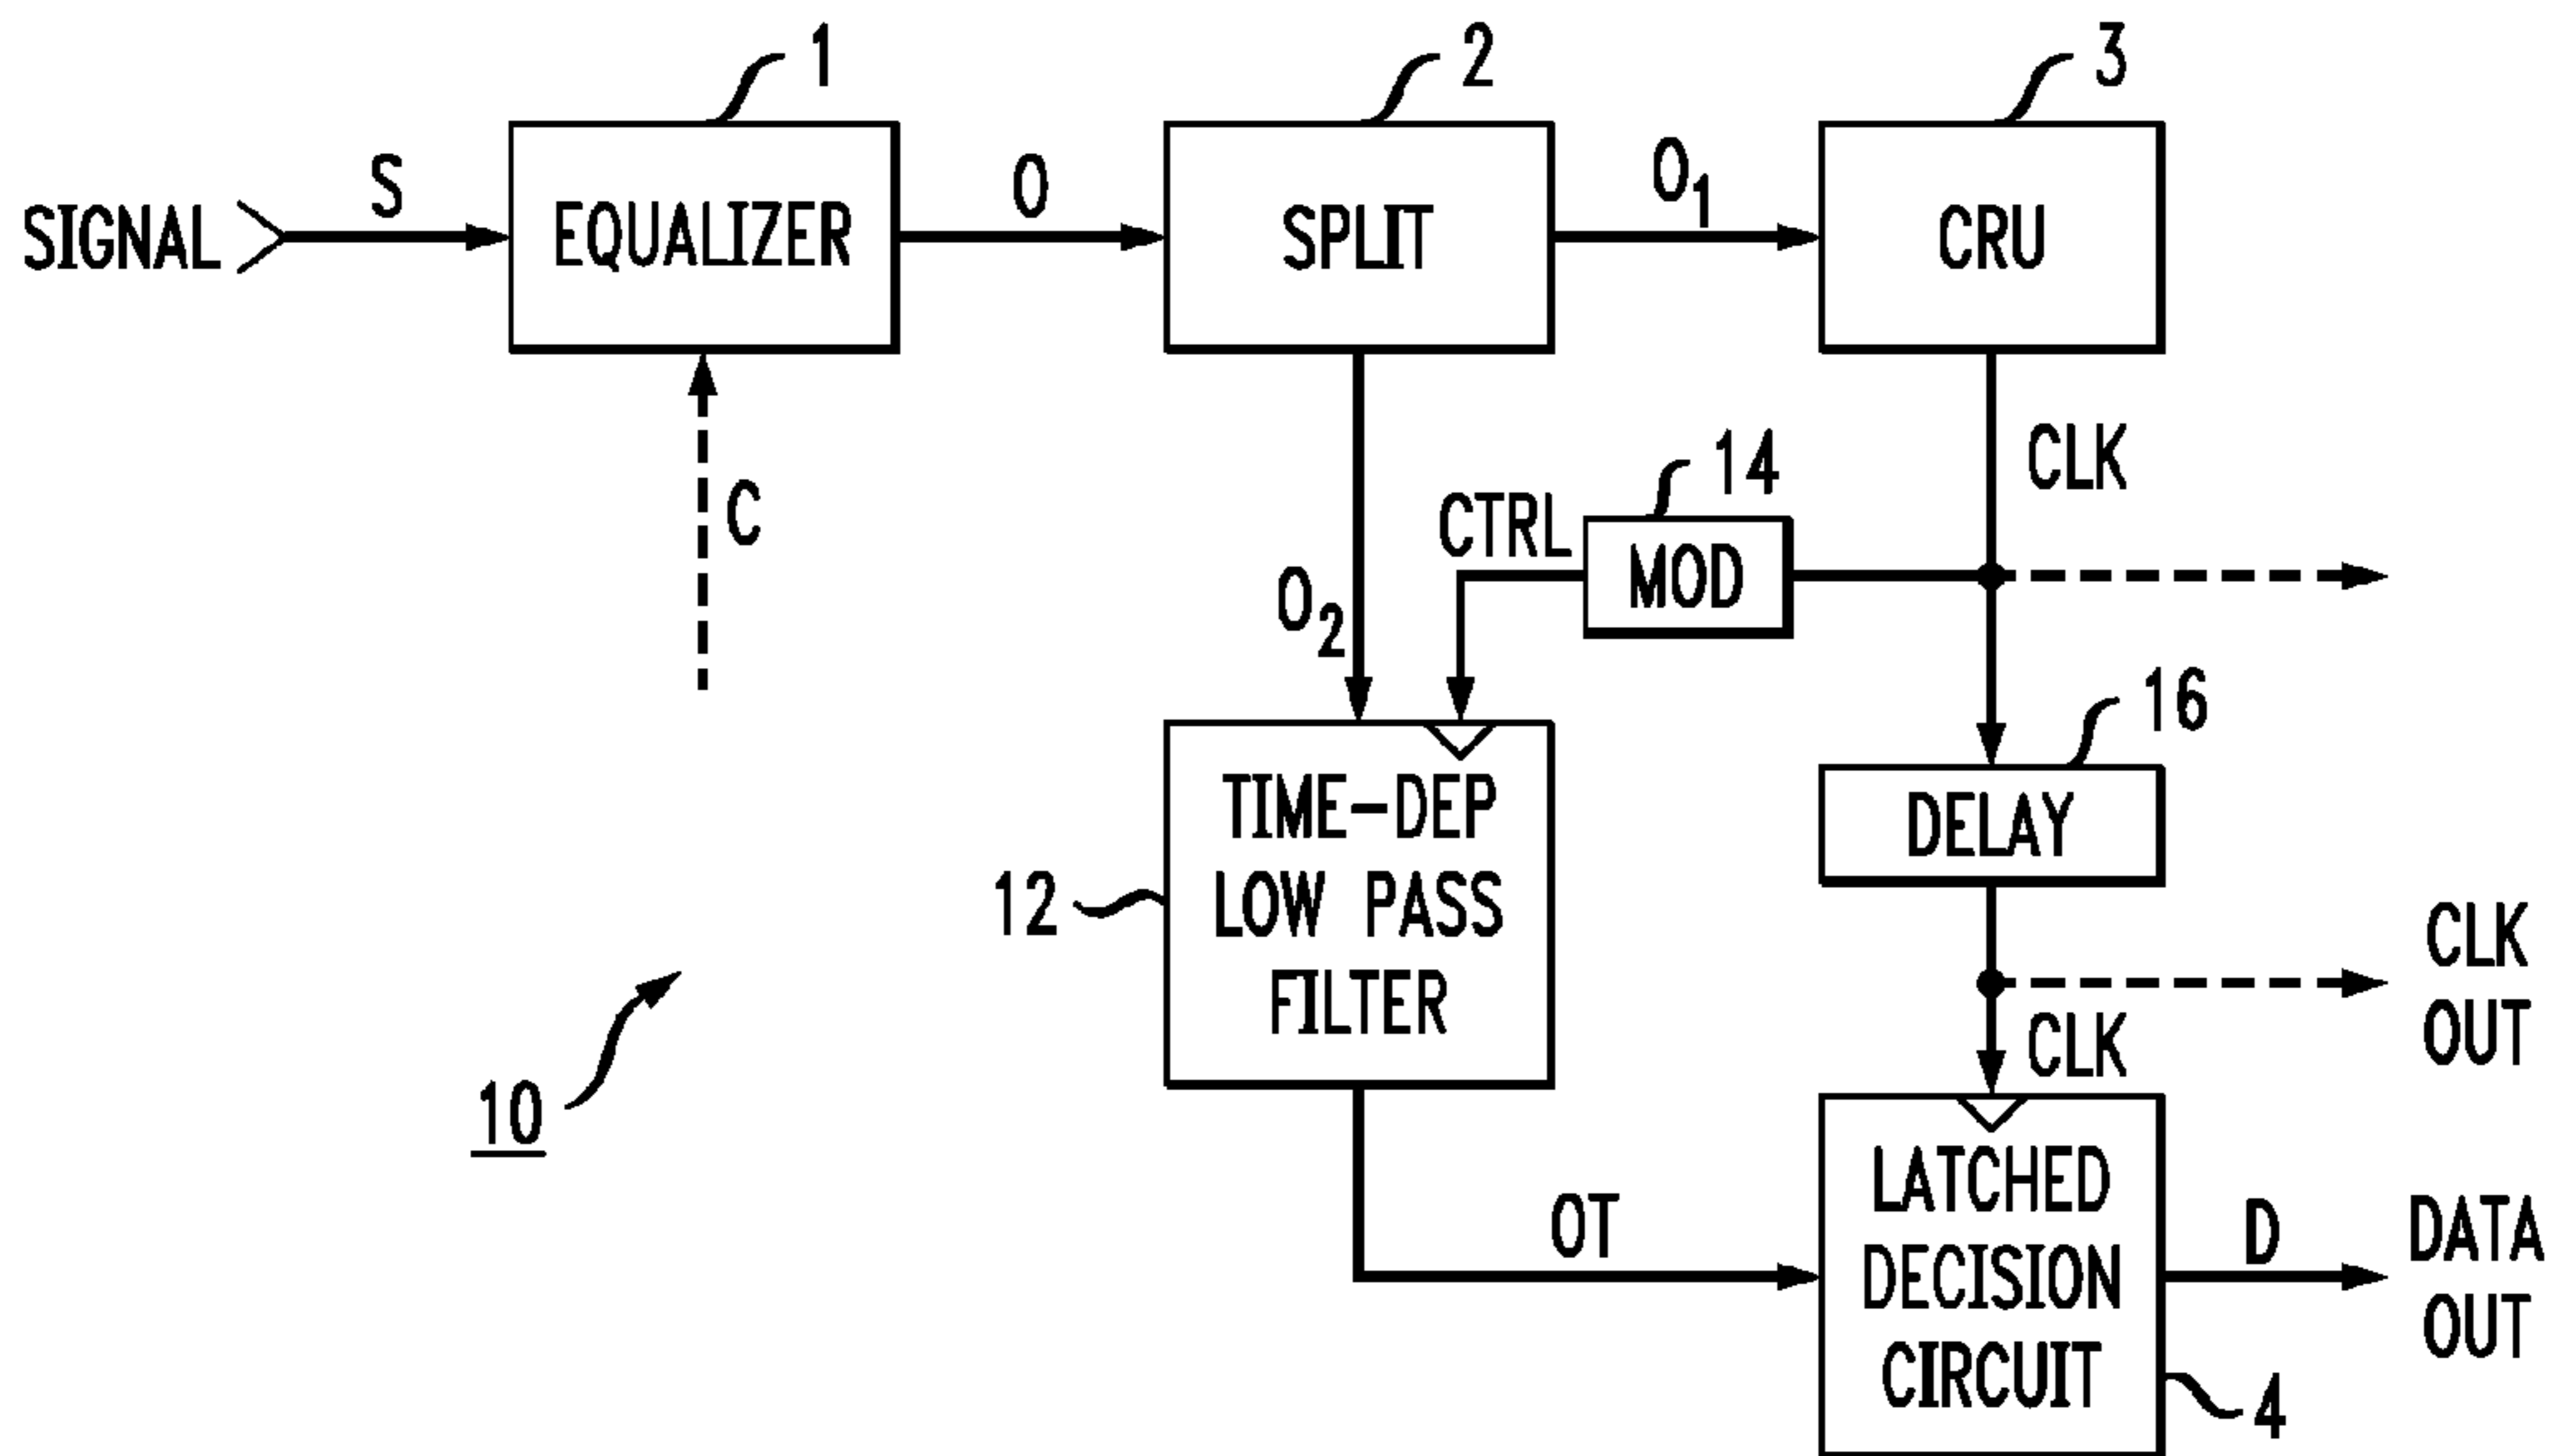 1
2
3
SIGNAL
S
EQUALIZER
O
SPLIT
O1
CRU
C
CTRL
14
MOD
CLK
O2
16
DELAY
12
TIME-DEP
LOW PASS
FILTER
CLK
OUT
CLK
10
OT
LATCHED
DECISION
CIRCUIT
D
DATA
OUT
4